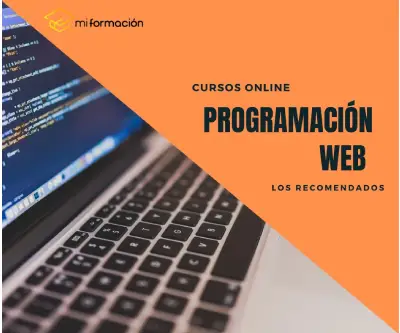 mi formación
CURSOS ONLINE
PROGRAMACIÓN
WEB
LOS RECOMENDADOS